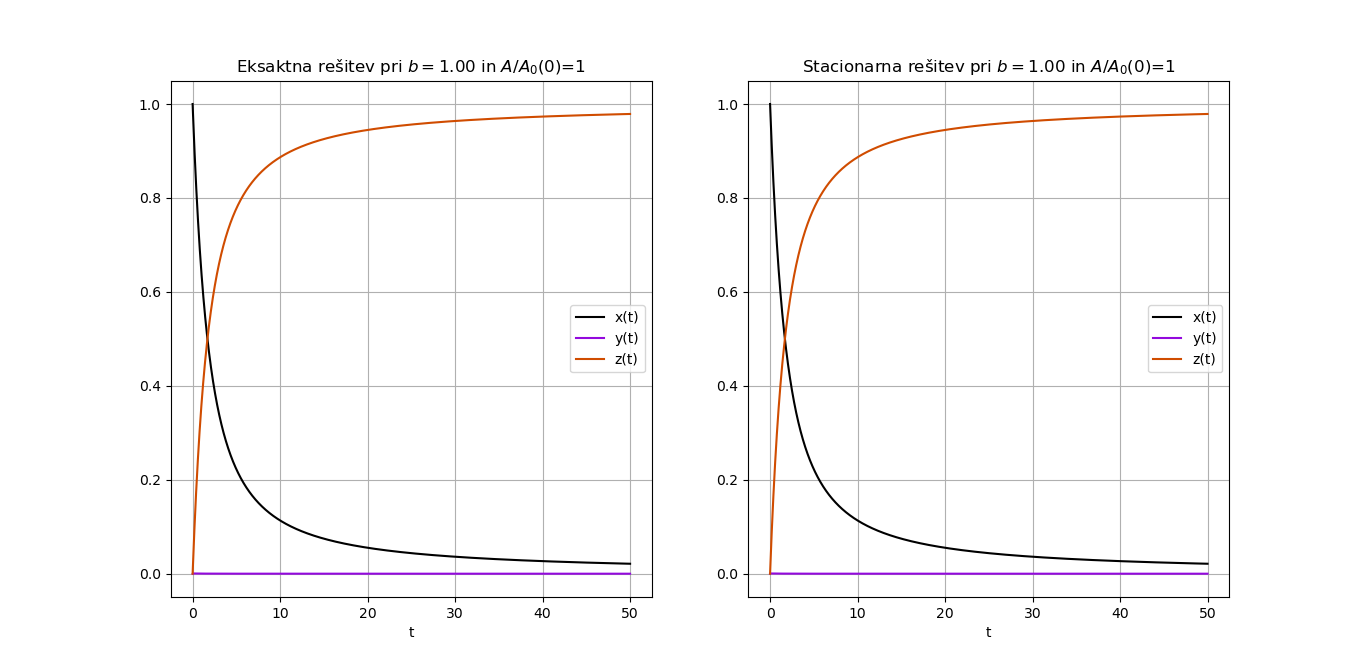 Eksaktna rešitev pri b = 1.00 in A/A₀(0)=1
1.0
0.8
0.6
0.4
0.2
0.0
x(t)
y(t)
z(t)
0 10 20 30 40 50
t
Stacionarna rešitev pri b = 1.00 in A/A₀(0)=1
1.0
0.8
0.6
0.4
0.2
0.0
x(t)
y(t)
z(t)
0 10 20 30 40 50
t